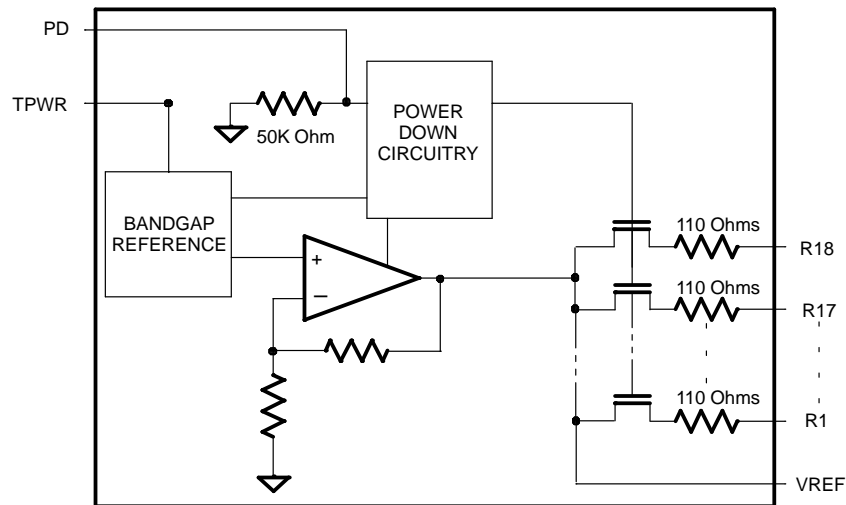 PD
TPWR
50K Ohm
POWER
DOWN
CIRCUITRY
BANDGAP
REFERENCE
+
−
110 Ohms
R18
110 Ohms
R17
110 Ohms
R1
VREF